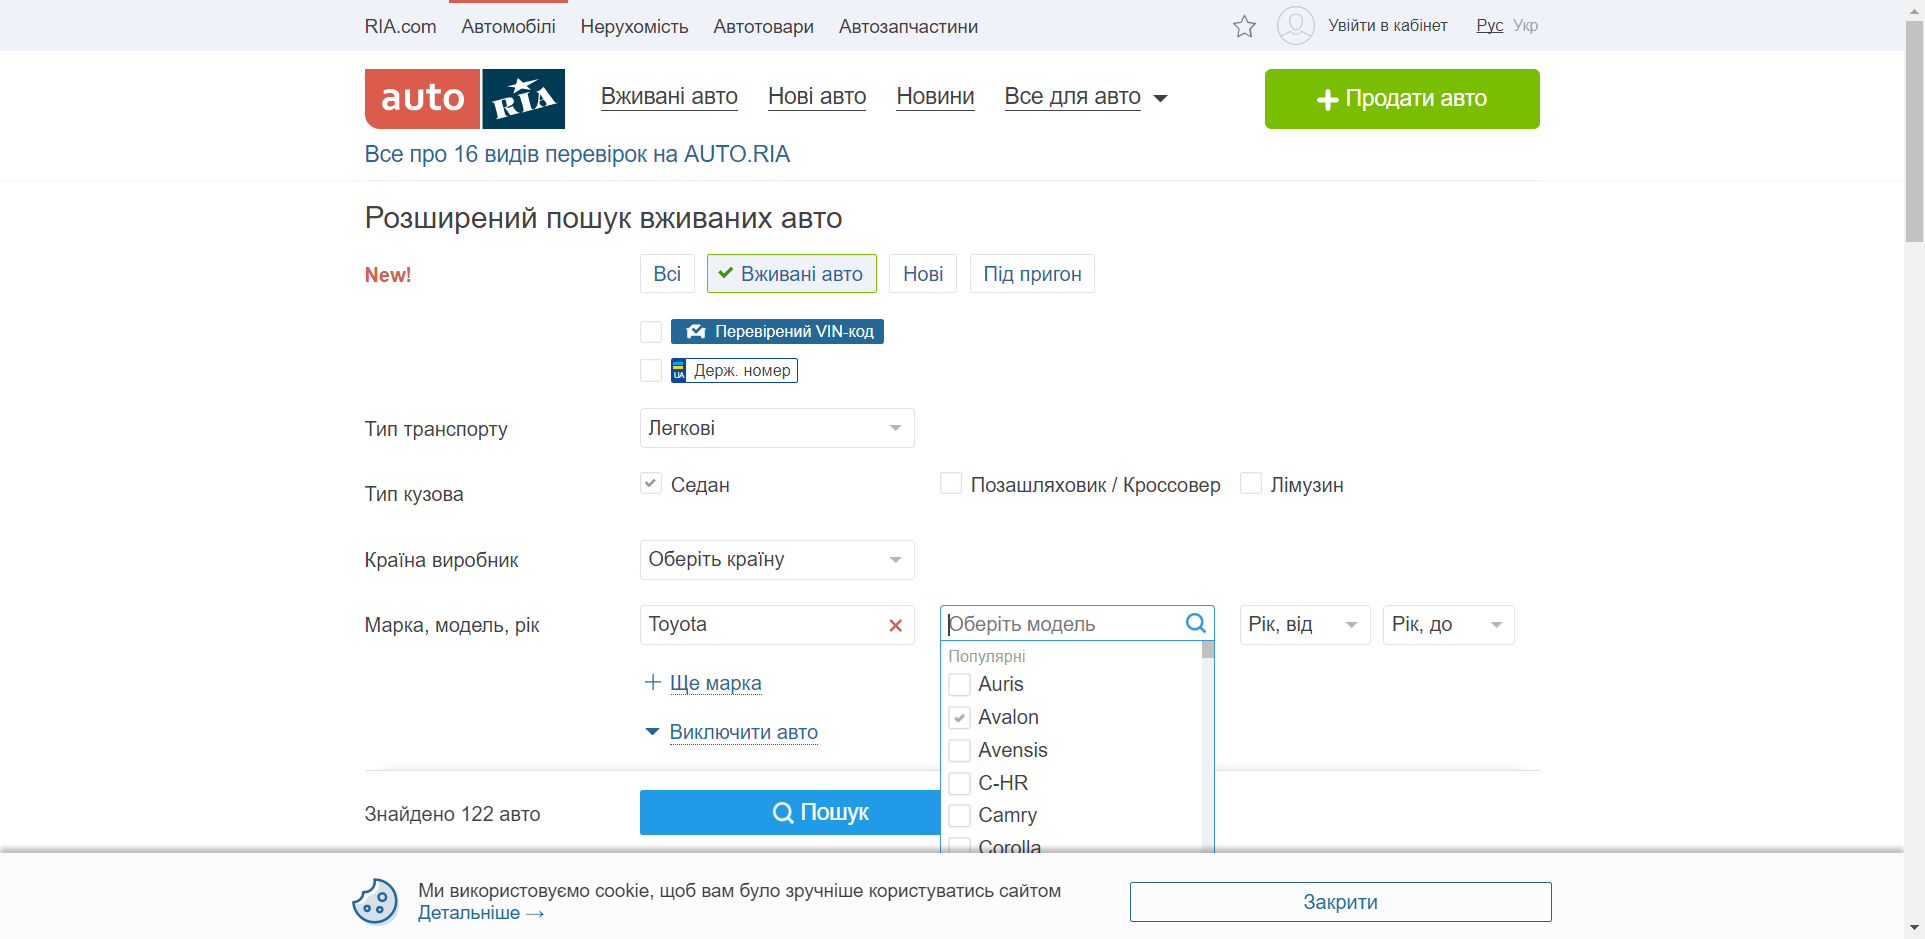 RIA.com Автомобілі Нерухомість Автотовари Автозапчастини Увійти в кабінет Рус Укр
auto RIA Вживані авто Нові авто Новини Все для авто Продати авто
Все про 16 видів перевірок на AUTO.RIA
Розширений пошук вживаних авто
New! Всі Вживані авто Нові Під пригон
Перевірений VIN-код
UA Держ. номер
Тип транспорту Легкові
Тип кузова Седан Позашляховик / Кроссовер Лімузин
Країна виробник Оберіть країну
Марка, модель, рік Toyota Оберіть модель Рік, від Рік, до
Популярні
Auris
Ще марка
Avalon
Виключити авто
Avensis
C-HR
Знайдено 122 авто Пошук
Camry
Corolla
Ми використовуємо cookie, щоб вам було зручніше користуватись сайтом
Детальніше →
Закрити